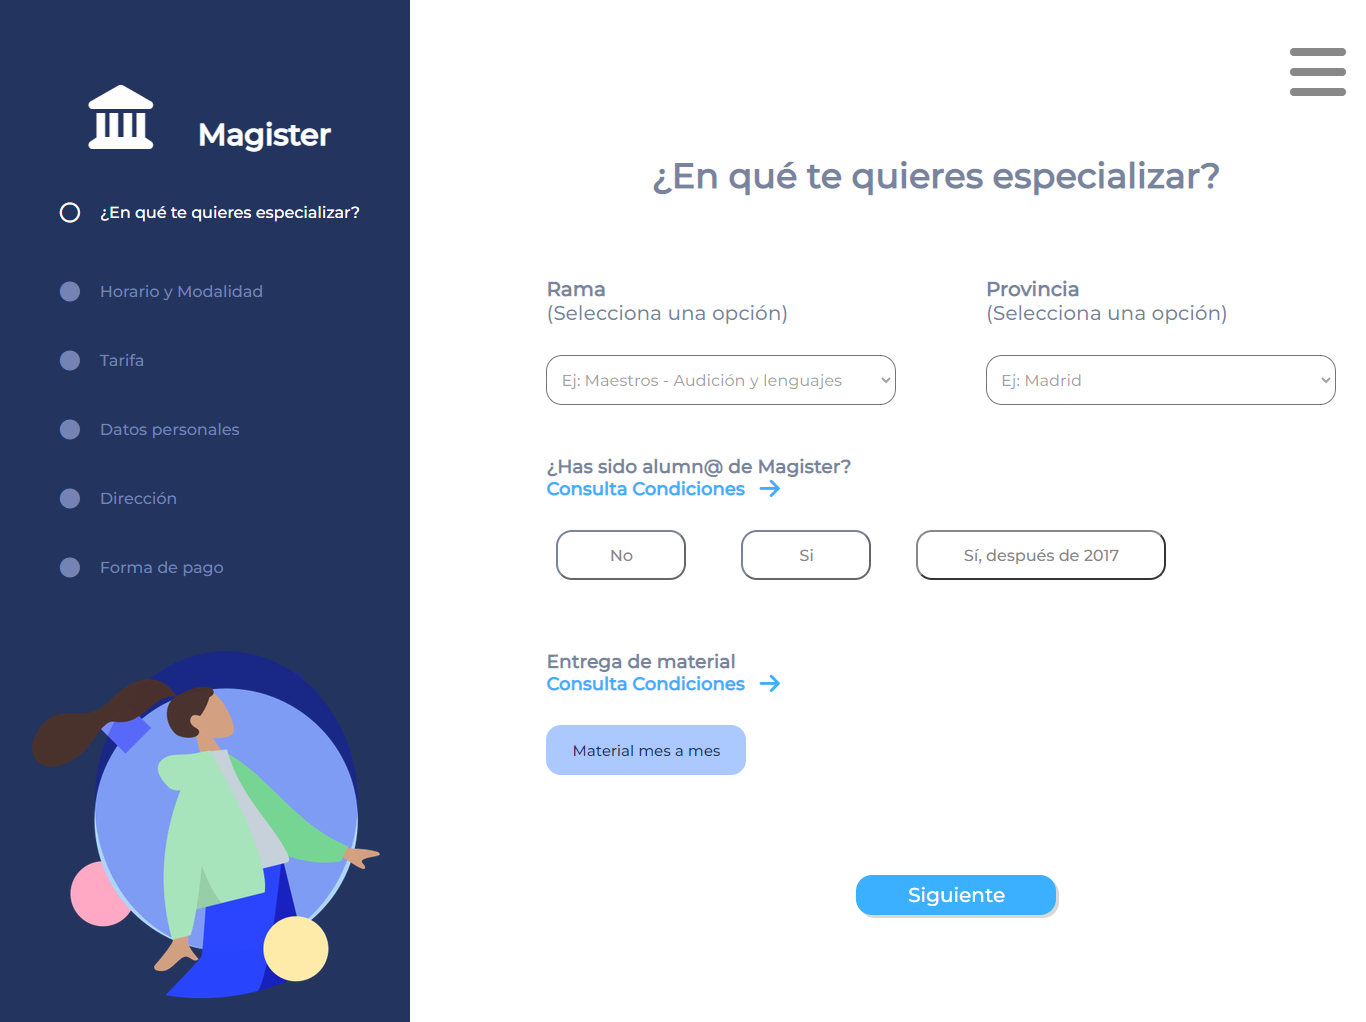 Magister
¿En qué te quieres especializar?
Horario y Modalidad
Tarifa
Datos personales
Dirección
Forma de pago
¿En qué te quieres especializar?
Rama
(Selecciona una opción)
Ej: Maestros - Audición y lenguajes
Provincia
(Selecciona una opción)
Ej: Madrid
¿Has sido alumn@ de Magister?
Consulta Condiciones
No
Si
Sí, después de 2017
Entrega de material
Consulta Condiciones
Material mes a mes
Siguiente